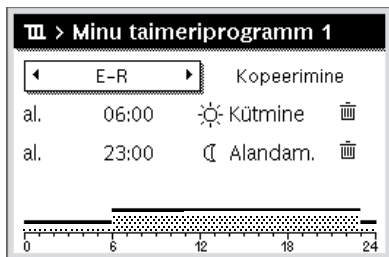 > Minu taimeriprogramm 1
E-R Kopeerimine
al. 06:00 Kütmine
al. 23:00 Alandam.
0 6 12 18 24